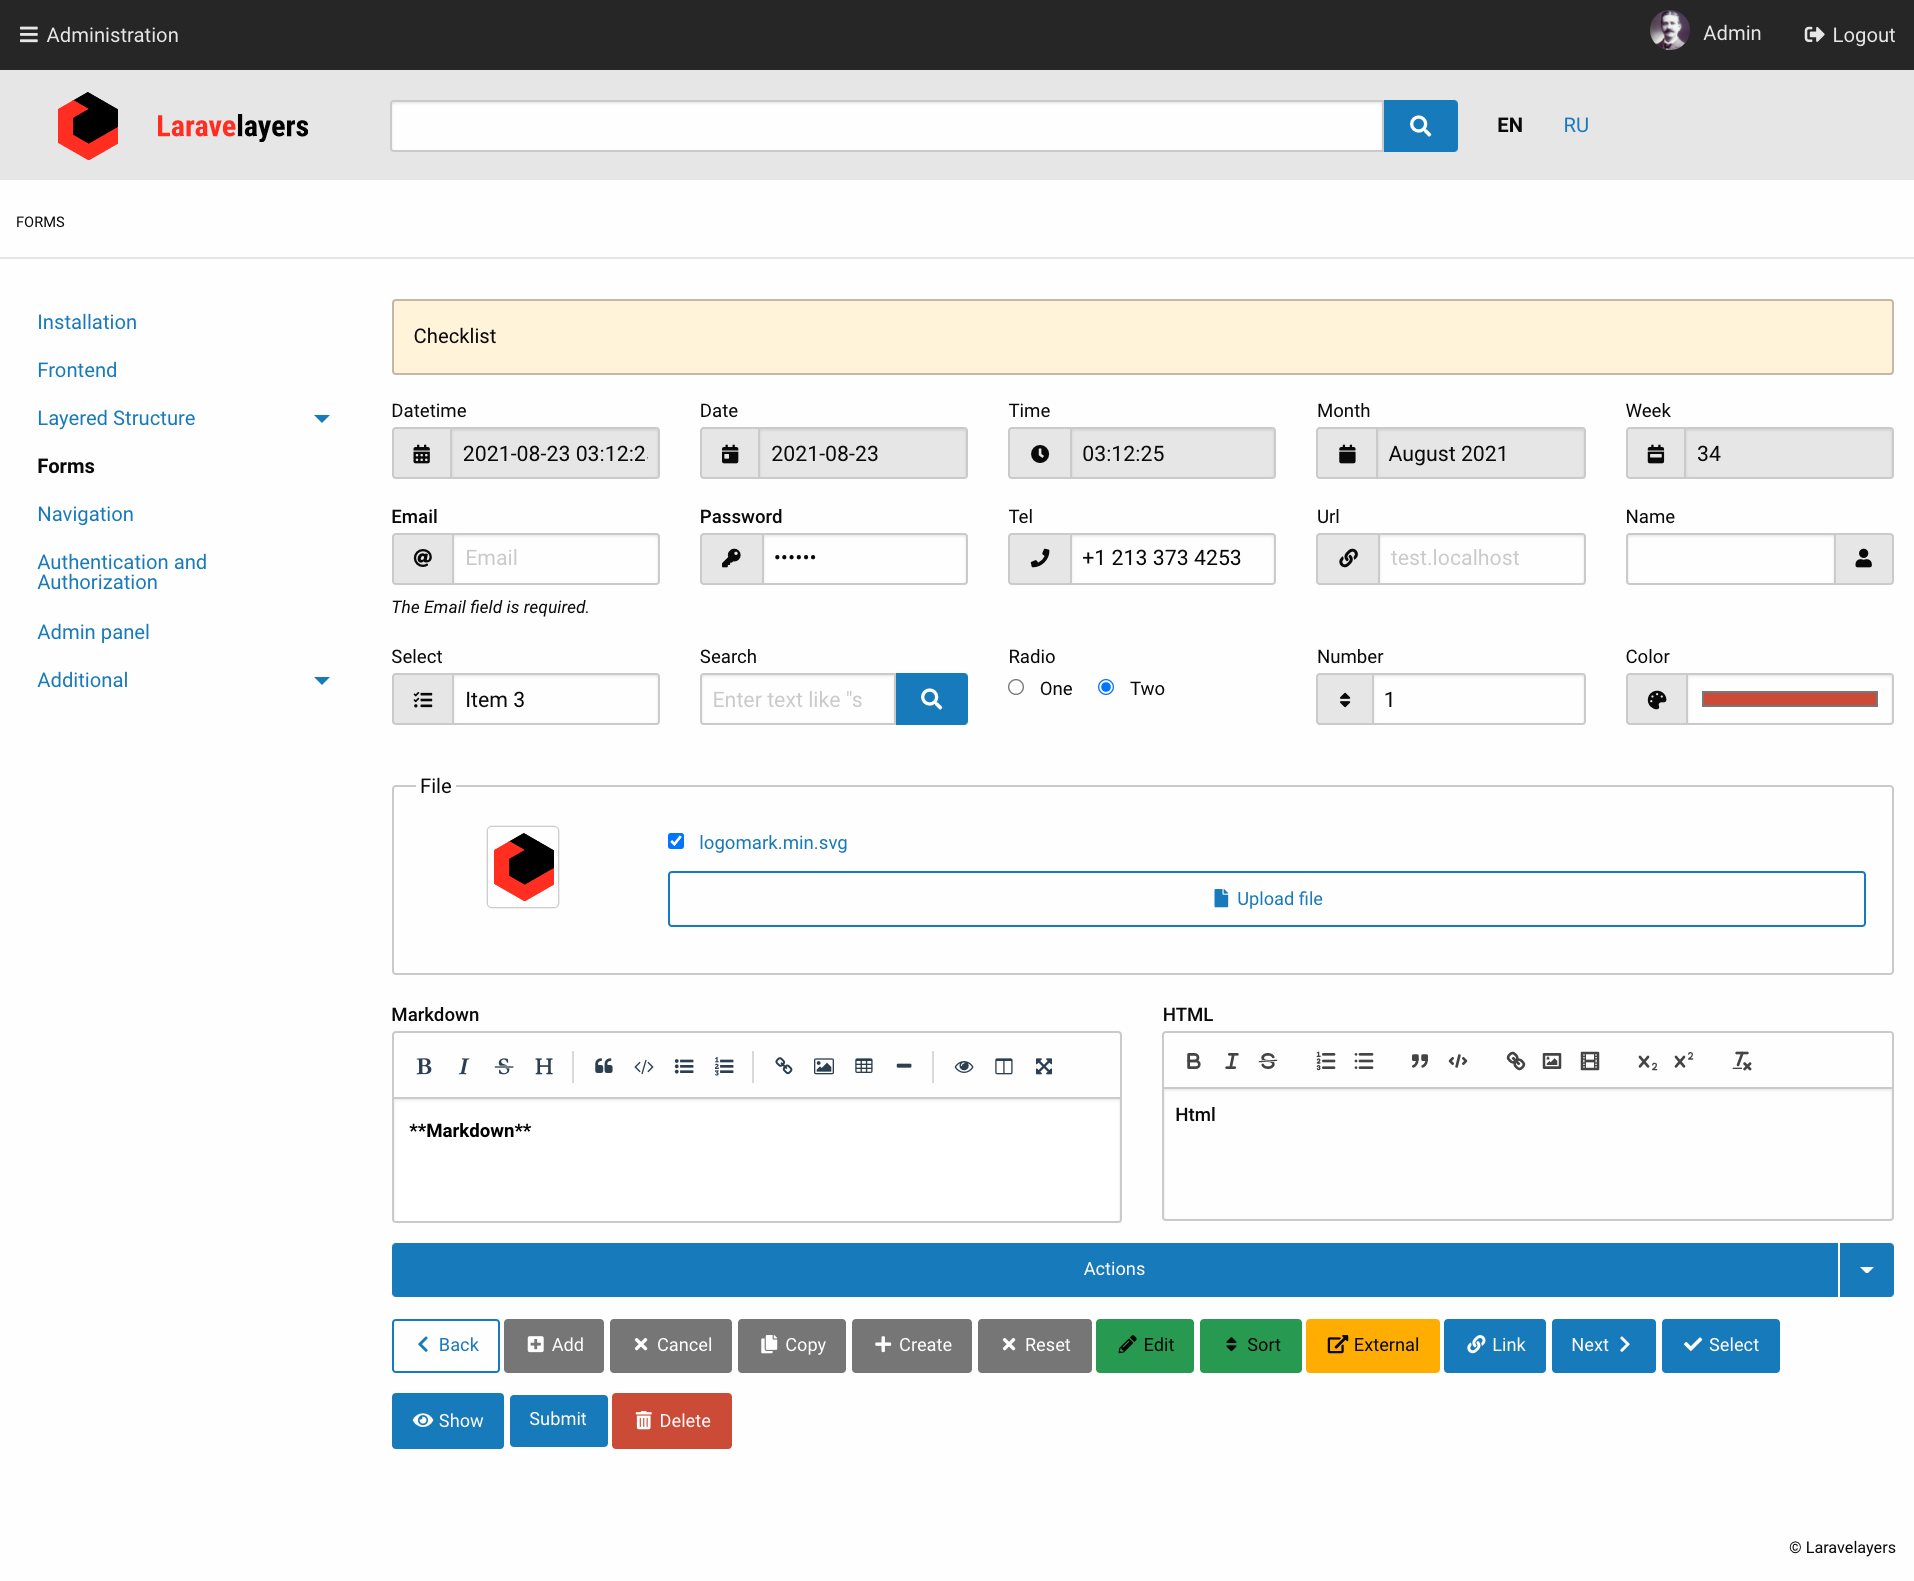 Administration
Admin
Logout
Laravelayers
EN RU
FORMS
Installation
Frontend
Layered Structure
Forms
Navigation
Authentication and
Authorization
Admin panel
Additional
Checklist
Datetime Date Time Month Week
2021-08-23 03:12:2 2021-08-23 03:12:25 August 2021 34
Email Password Tel Url Name
Email •••••• +1 213 373 4253 test.localhost
The Email field is required.
Select Search Radio Number Color
Item 3 Enter text like "s One Two 1
File
logomark.min.svg
Upload file
Markdown
B I S H
**Markdown**
HTML
B I S X₂ X² Tx
Html
Actions
Back Add Cancel Copy Create Reset Edit Sort External Link Next Select
Show Submit Delete
© Laravelayers